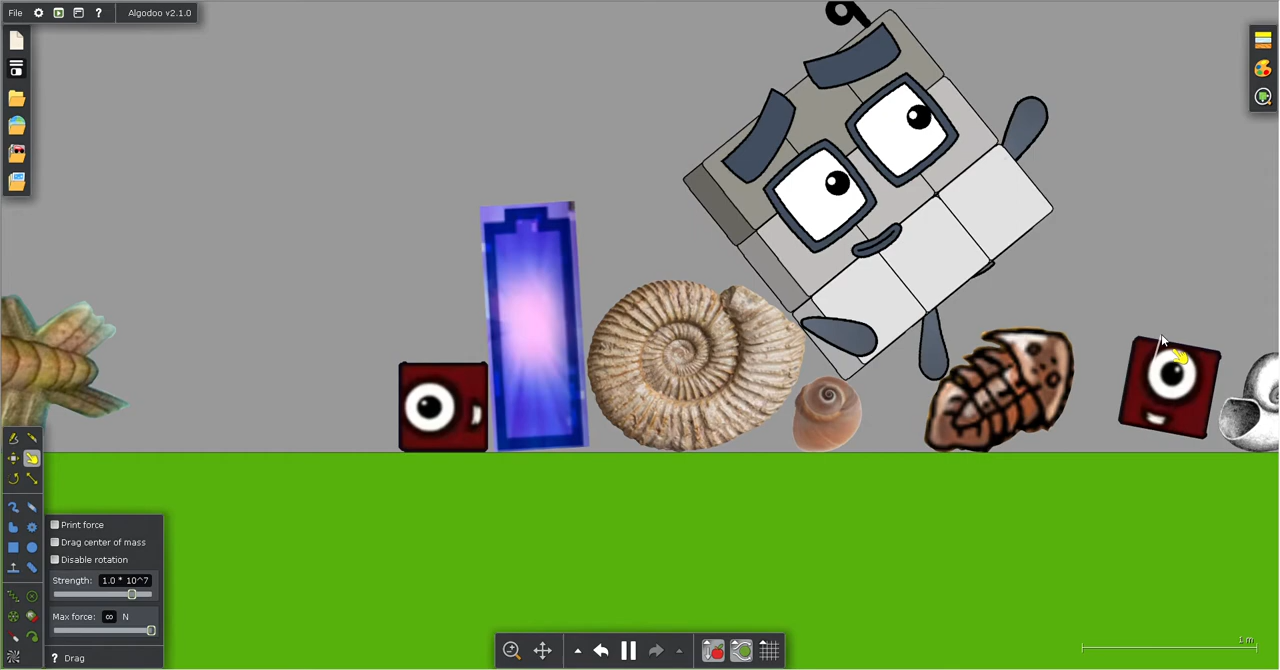 File ? Algodoo v2.1.0
Print force
Drag center of mass
Disable rotation
Strength: 1.0 * 10^7
Max force: ∞ N
? Drag
1 m